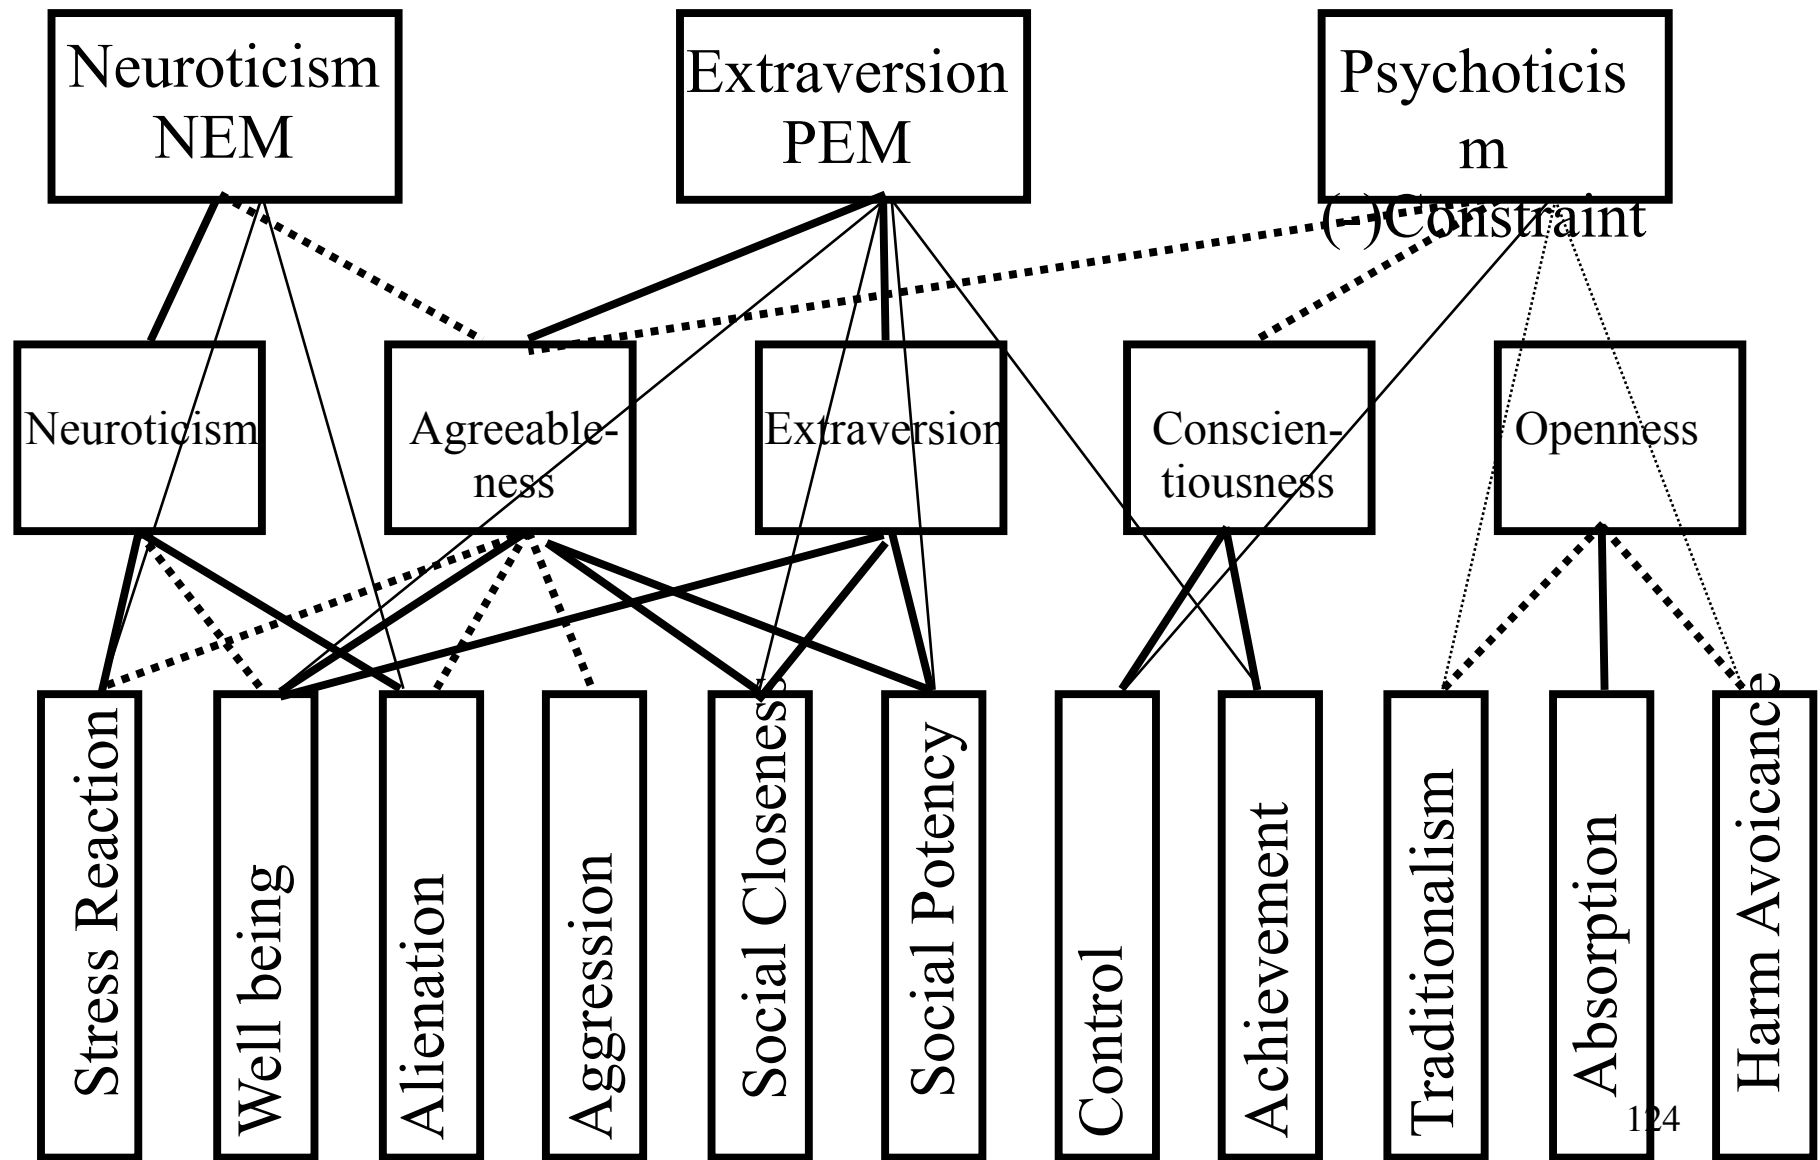 Neuroticism
NEM
Extraversion
PEM
Psychoticis
m
(-)Constraint
Neuroticism
Agreeable-
ness
Extraversion
Conscien-
tiousness
Openness
Stress Reaction
Well being
Alienation
Aggression
Social Closeness
Social Potency
Control
Achievement
Traditionalism
Absorption
Harm Avoicance
124